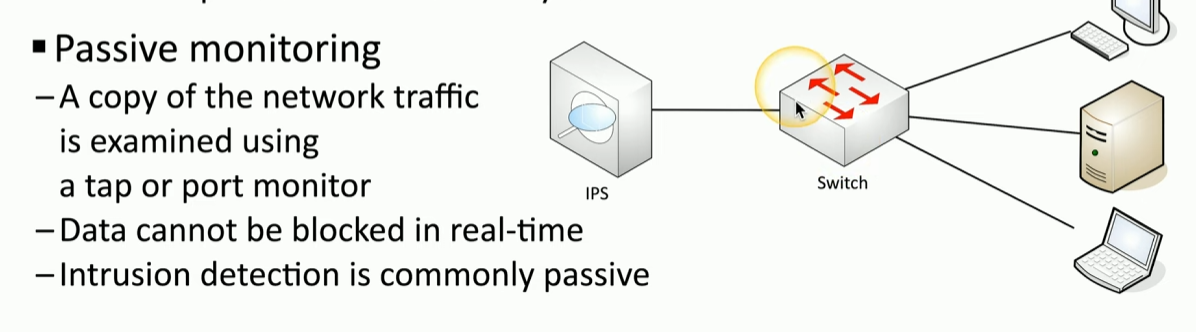 ▪ Passive monitoring
– A copy of the network traffic
is examined using
a tap or port monitor
– Data cannot be blocked in real-time
– Intrusion detection is commonly passive
IPS
Switch